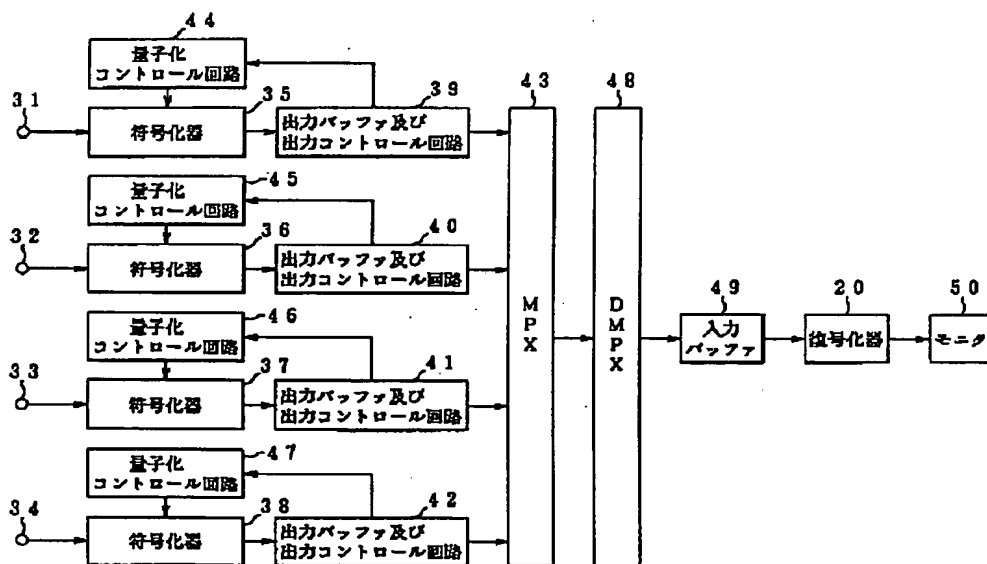 44
量子化
コントロール回路
31
35
符号化器
39
出力バッファ及び
出力コントロール回路
43
48
45
量子化
コントロール回路
32
36
符号化器
40
出力バッファ及び
出力コントロール回路
MPX
DMPX
49
入力
バッファ
20
復号化器
50
モニタ
46
量子化
コントロール回路
33
37
符号化器
41
出力バッファ及び
出力コントロール回路
47
量子化
コントロール回路
34
38
符号化器
42
出力バッファ及び
出力コントロール回路